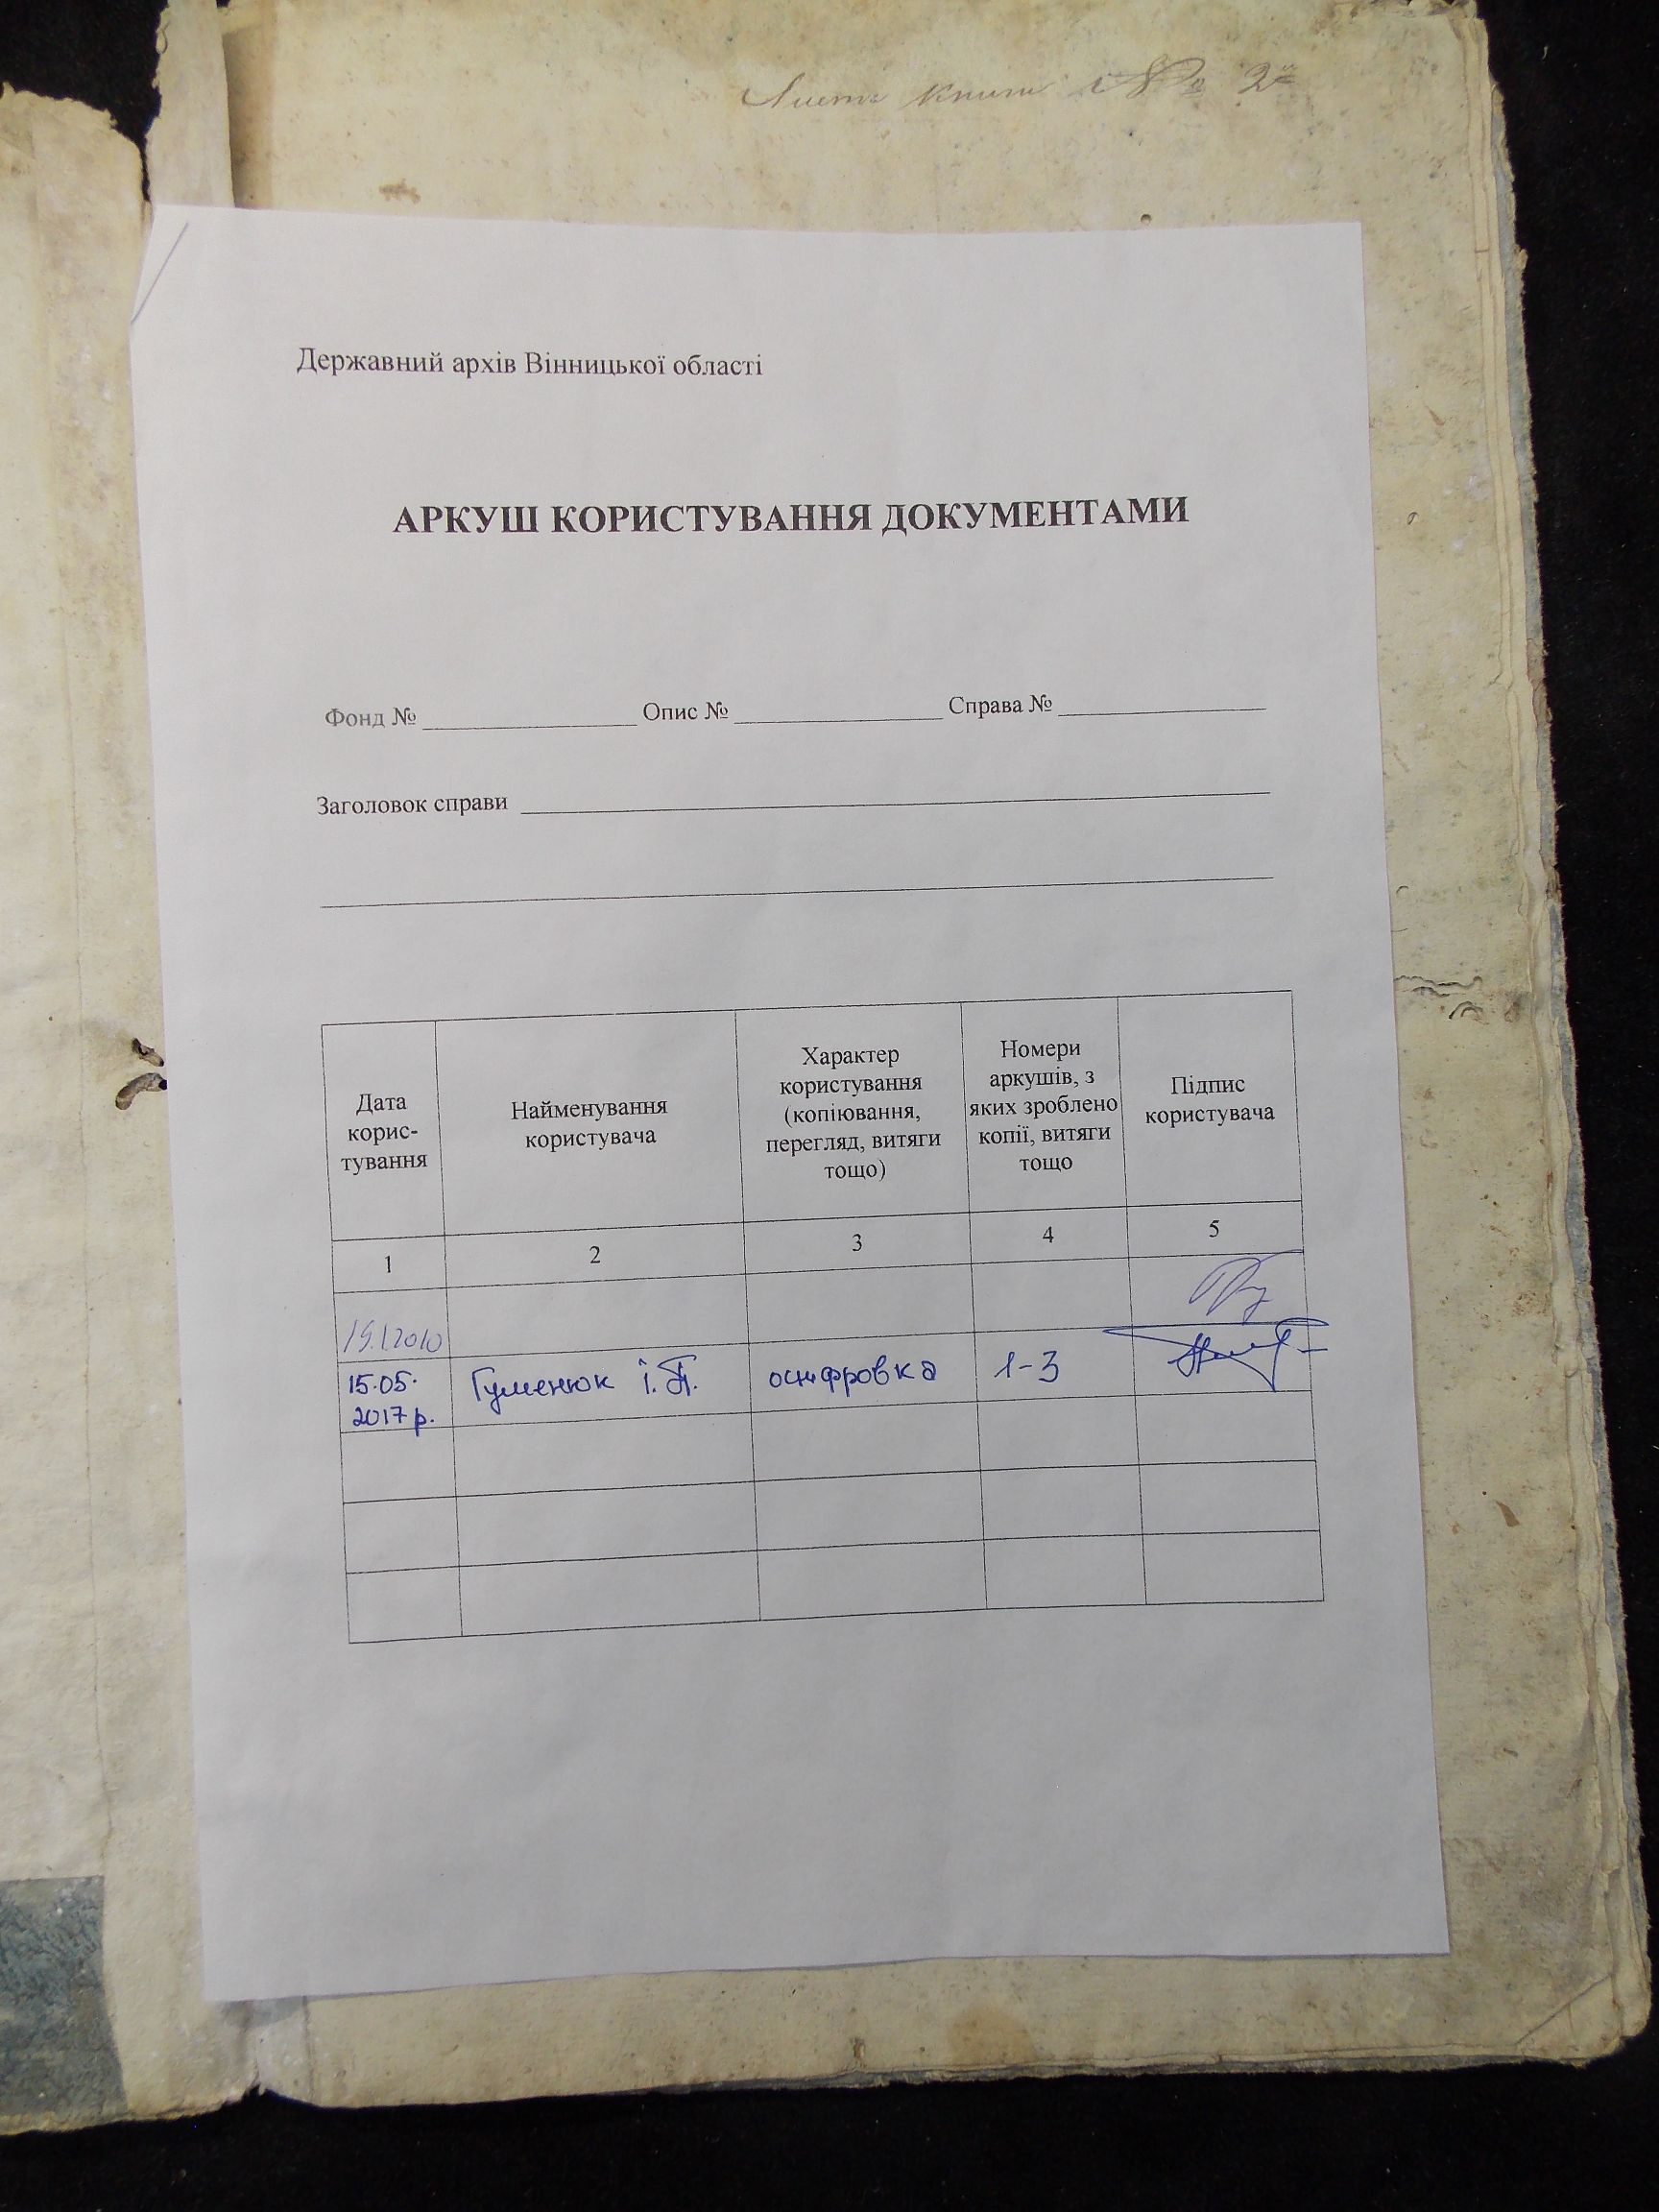 Державний архів Вінницької області
АРКУШ КОРИСТУВАННЯ ДОКУМЕНТАМИ
Фонд № Опис № Справа №
Заголовок справи
Дата
корис-
тування
Найменування
користувача
Характер
користування
(копіювання,
перегляд, витяги
тощо)
Номери
аркушів, з
яких зроблено
копії, витяги
тощо
Підпис
користувача
1 2 3 4 5
19.1.2010
15.05.
2017 р.
Гуменюк І. П.
оцифровка
1-3